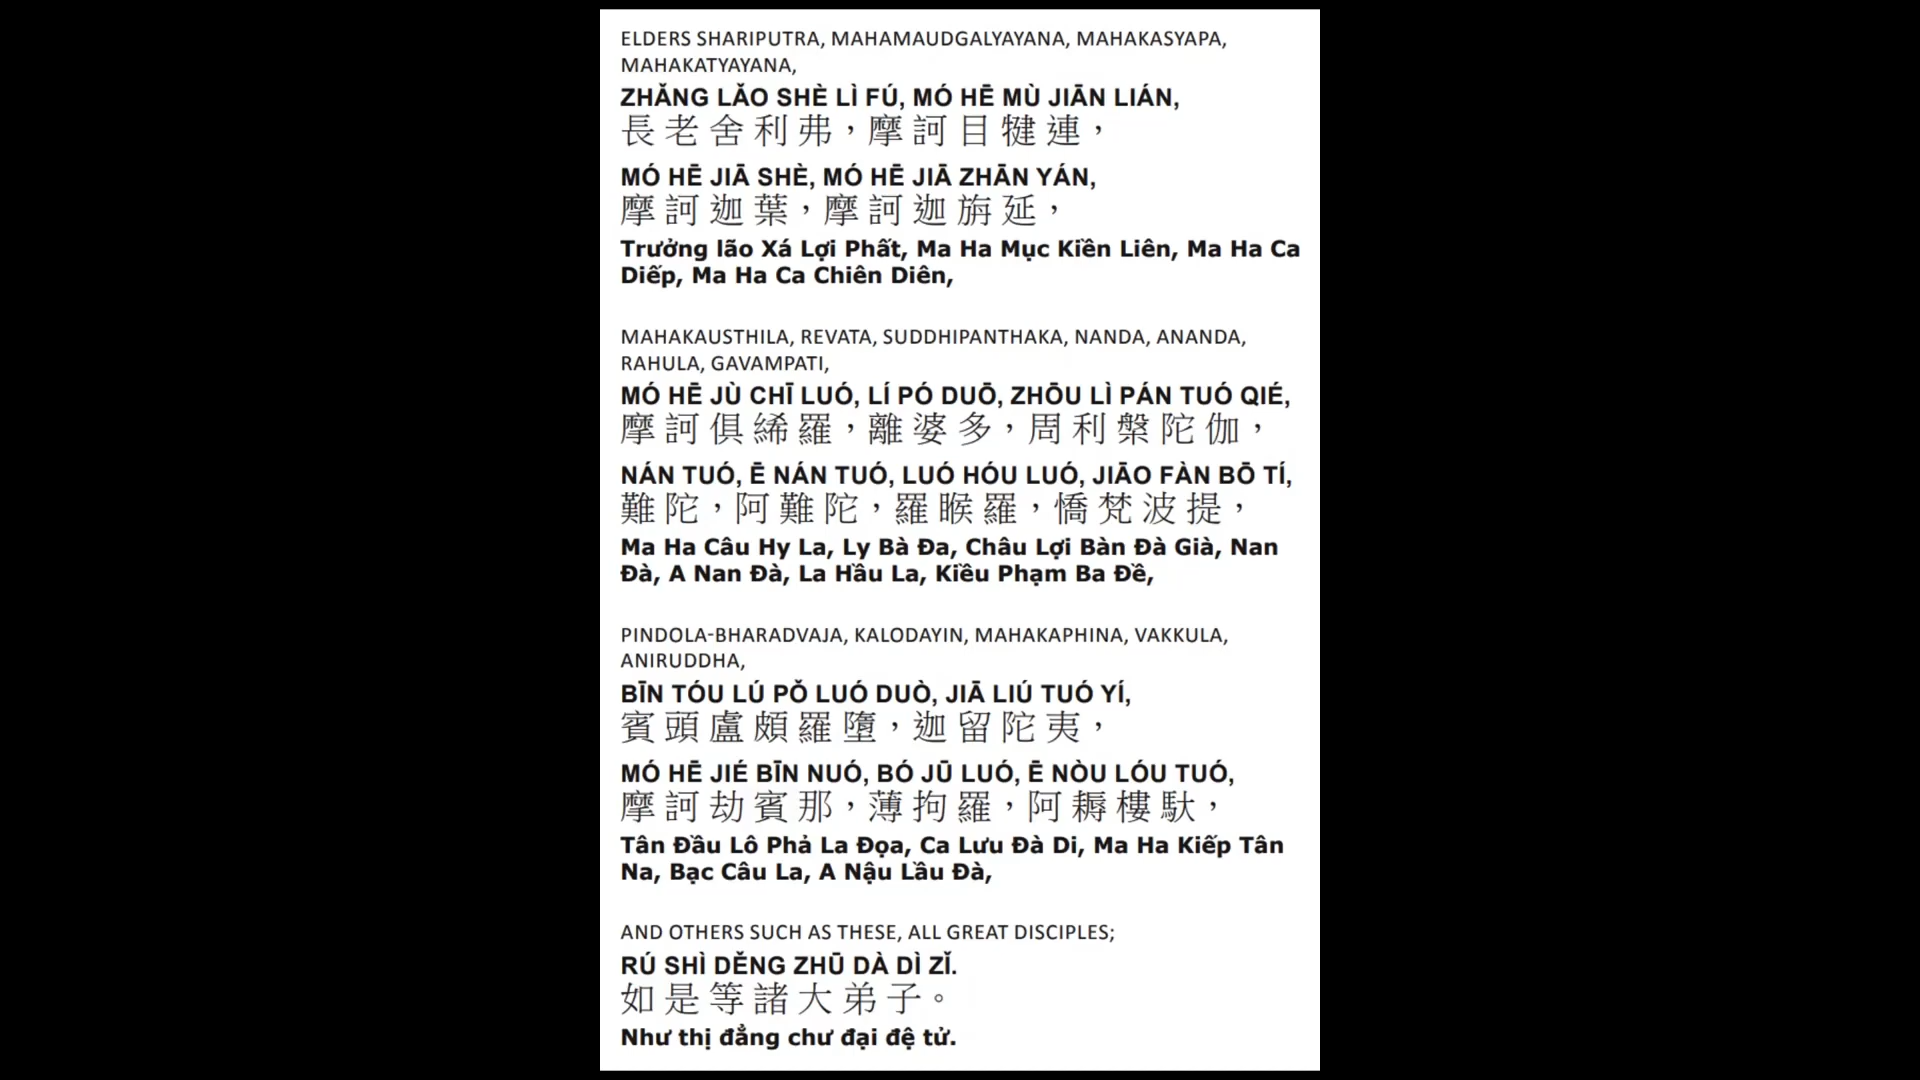 ELDERS SHARIPUTRA, MAHAMAUDGALYAYANA, MAHAKASYAPA,
MAHAKATYAYANA,
ZHǍNG LǍO SHÈ LÌ FÚ, MÓ HĒ MÙ JIĀN LIÁN,
長老舍利弗，摩訶目犍連，
MÓ HĒ JIĀ SHÈ, MÓ HĒ JIĀ ZHĀN YÁN,
摩訶迦葉，摩訶迦旃延，
Trưởng lão Xá Lợi Phất, Ma Ha Mục Kiền Liên, Ma Ha Ca
Diếp, Ma Ha Ca Chiên Diên,
MAHAKAUSTHILA, REVATA, SUDDHIPANTHAKA, NANDA, ANANDA,
RAHULA, GAVAMPATI,
MÓ HĒ JÙ CHĪ LUÓ, LÍ PÓ DUŌ, ZHŌU LÌ PÁN TUÓ QIÉ,
摩訶俱絺羅，離婆多，周利槃陀伽，
NÁN TUÓ, Ē NÁN TUÓ, LUÓ HÓU LUÓ, JIĀO FÀN BŌ TÍ,
難陀，阿難陀，羅睺羅，憍梵波提，
Ma Ha Câu Hy La, Ly Bà Đa, Châu Lợi Bàn Đà Già, Nan
Đà, A Nan Đà, La Hầu La, Kiều Phạm Ba Đề,
PINDOLA-BHARADVAJA, KALODAYIN, MAHAKAPHINA, VAKKULA,
ANIRUDDHA,
BĪN TÓU LÚ PǑ LUÓ DUÒ, JIĀ LIÚ TUÓ YÍ,
賓頭盧頗羅墮，迦留陀夷，
MÓ HĒ JIÉ BĪN NUÓ, BÓ JŪ LUÓ, Ē NÒU LÓU TUÓ,
摩訶劫賓那，薄拘羅，阿耨樓馱，
Tân Đầu Lô Phả La Đọa, Ca Lưu Đà Di, Ma Ha Kiếp Tân
Na, Bạc Câu La, A Nậu Lầu Đà,
AND OTHERS SUCH AS THESE, ALL GREAT DISCIPLES;
RÚ SHÌ DĚNG ZHŪ DÀ DÌ ZǏ.
如是等諸大弟子。
Như thị đẳng chư đại đệ tử.